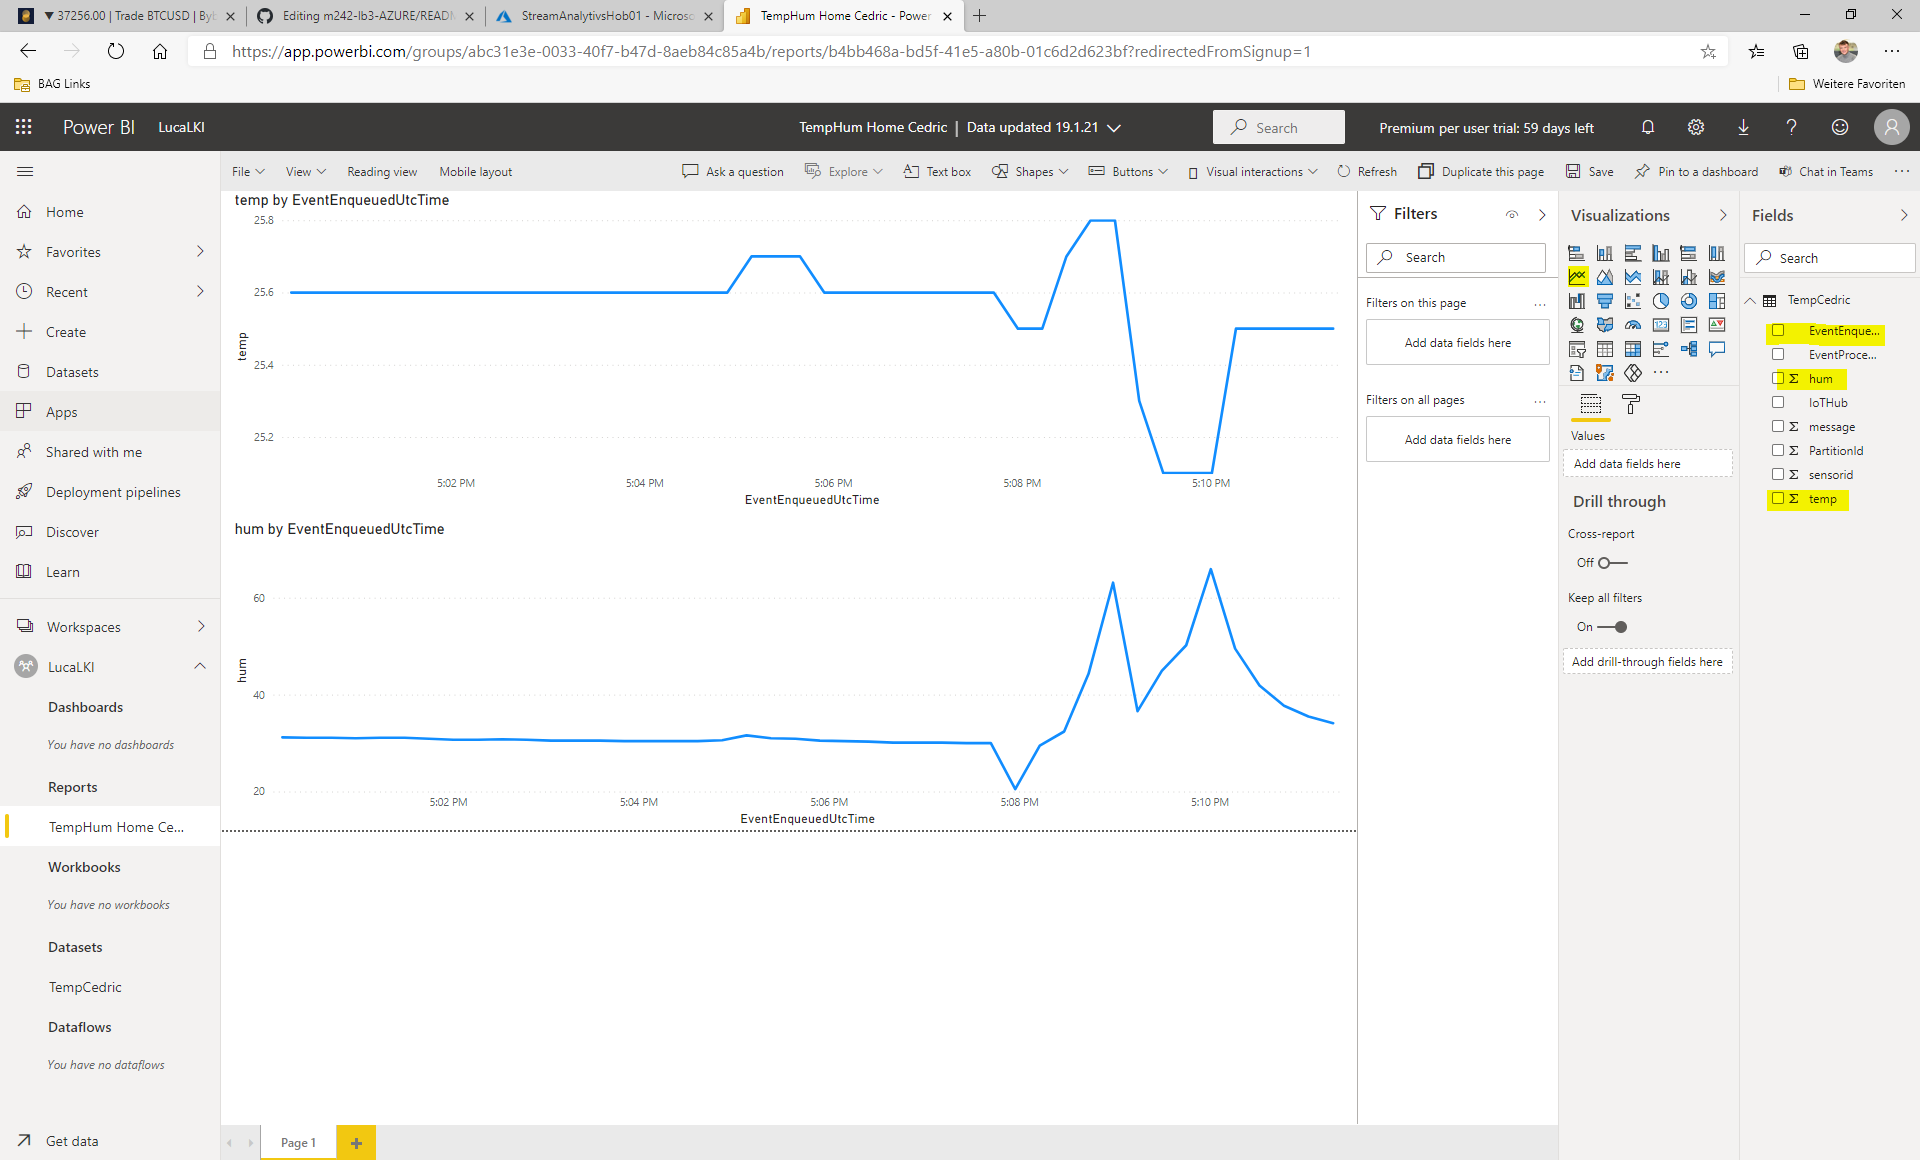 ▼ 37256.00 | Trade BTCUSD | Byb
Editing m242-lb3-AZURE/READM
StreamAnalytivsHob01 - Microso
TempHum Home Cedric - Power
https://app.powerbi.com/groups/abc31e3e-0033-40f7-b47d-8aeb84c85a4b/reports/b4bb468a-bd5f-41e5-a80b-01c6d2d623bf?redirectedFromSignup=1
BAG Links
Weitere Favoriten
Power BI
LucaLKI
TempHum Home Cedric | Data updated 19.1.21
Search
Premium per user trial: 59 days left
File
View
Reading view
Mobile layout
Ask a question
Explore
Text box
Shapes
Buttons
Visual interactions
Refresh
Duplicate this page
Save
Pin to a dashboard
Chat in Teams
Home
Favorites
Recent
Create
Datasets
Apps
Shared with me
Deployment pipelines
Discover
Learn
Workspaces
LucaLKI
Dashboards
You have no dashboards
Reports
TempHum Home Ce...
Workbooks
You have no workbooks
Datasets
TempCedric
Dataflows
You have no dataflows
Get data
temp by EventEnqueuedUtcTime
25.8
25.6
25.4
25.2
temp
5:02 PM
5:04 PM
5:06 PM
5:08 PM
5:10 PM
EventEnqueuedUtcTime
hum by EventEnqueuedUtcTime
60
40
20
hum
5:02 PM
5:04 PM
5:06 PM
5:08 PM
5:10 PM
EventEnqueuedUtcTime
Page 1
Filters
Search
Filters on this page
Add data fields here
Filters on all pages
Add data fields here
Visualizations
Values
Add data fields here
Drill through
Cross-report
Off
Keep all filters
On
Add drill-through fields here
Fields
Search
TempCedric
EventEnque...
EventProce...
Σ hum
IoTHub
Σ message
Σ PartitionId
Σ sensorid
Σ temp